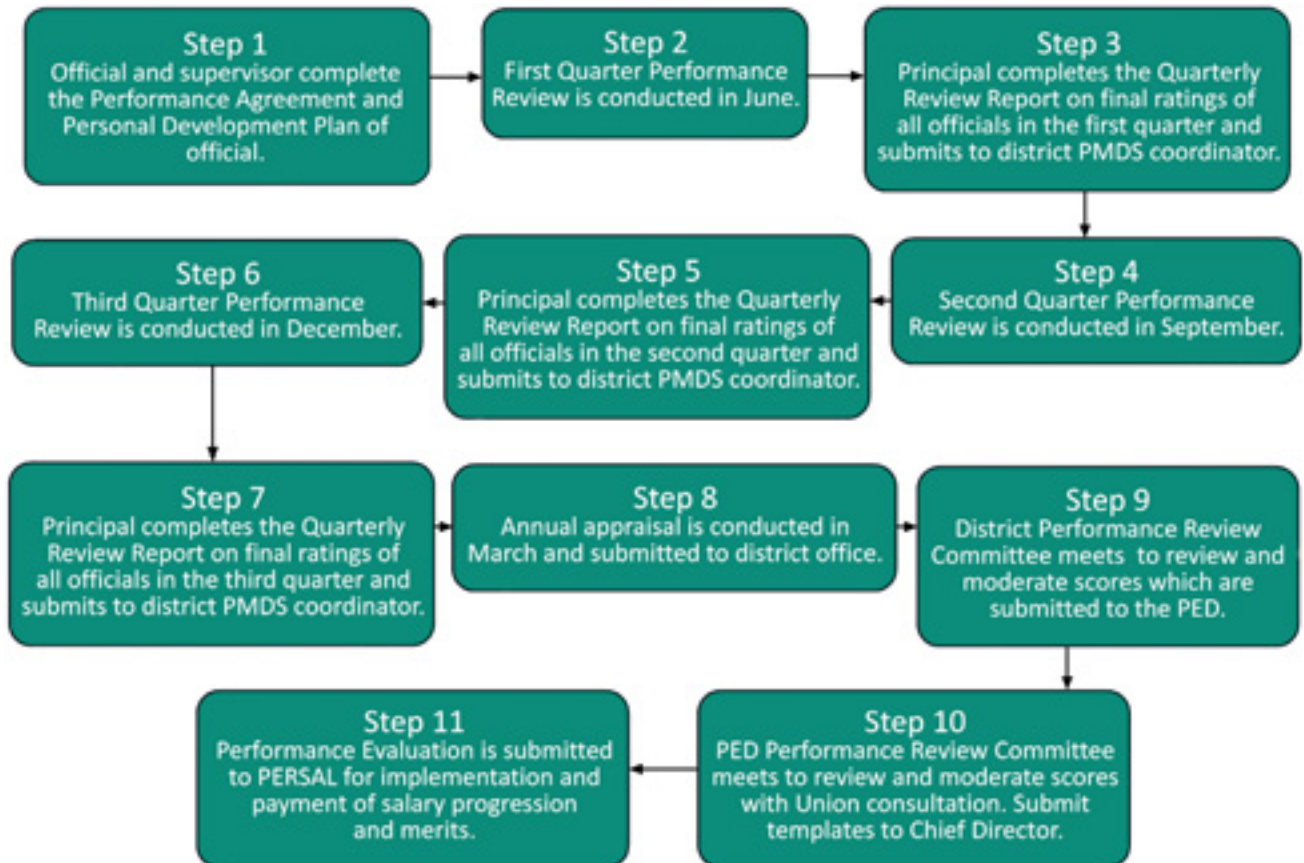 Step 1
Official and supervisor complete
the Performance Agreement and
Personal Development Plan of
official.
Step 2
First Quarter Performance
Review is conducted in June.
Step 3
Principal completes the Quarterly
Review Report on final ratings of
all officials in the first quarter and
submits to district PMDS coordinator.
Step 4
Second Quarter Performance
Review is conducted in September.
Step 5
Principal completes the Quarterly
Review Report on final ratings of
all officials in the second quarter and
submits to district PMDS coordinator.
Step 6
Third Quarter Performance
Review is conducted in December.
Step 7
Principal completes the Quarterly
Review Report on final ratings of
all officials in the third quarter and
submits to district PMDS coordinator.
Step 8
Annual appraisal is conducted in
March and submitted to district office.
Step 9
District Performance Review
Committee meets to review and
moderate scores which are
submitted to the PED.
Step 10
PED Performance Review Committee
meets to review and moderate scores
with Union consultation. Submit
templates to Chief Director.
Step 11
Performance Evaluation is submitted
to PERSAL for implementation and
payment of salary progression
and merits.